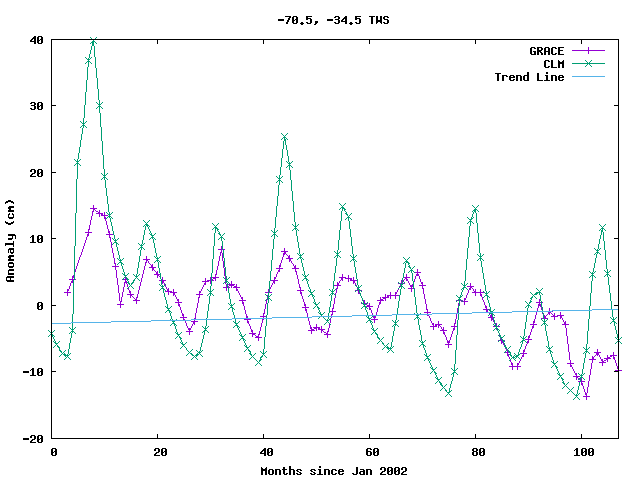 -70.5, -34.5 TWS
GRACE
CLM
Trend Line
40
30
20
10
0
-10
-20
Anomaly (cm)
0 20 40 60 80 100
Months since Jan 2002